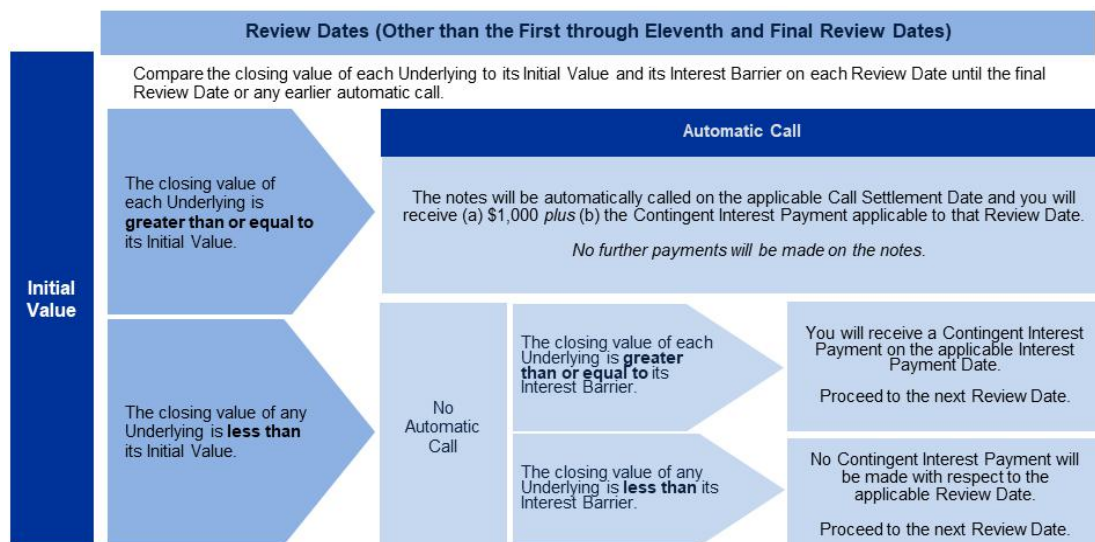 Review Dates (Other than the First through Eleventh and Final Review Dates)
Compare the closing value of each Underlying to its Initial Value and its Interest Barrier on each Review Date until the final
Review Date or any earlier automatic call.
Initial
Value
The closing value of
each Underlying is
greater than or equal to
its Initial Value.
Automatic Call
The notes will be automatically called on the applicable Call Settlement Date and you will
receive (a) $1,000 plus (b) the Contingent Interest Payment applicable to that Review Date.
No further payments will be made on the notes.
The closing value of any
Underlying is less than
its Initial Value.
No
Automatic
Call
The closing value of each
Underlying is greater
than or equal to its
Interest Barrier.
You will receive a Contingent Interest
Payment on the applicable Interest
Payment Date.
Proceed to the next Review Date.
The closing value of any
Underlying is less than its
Interest Barrier.
No Contingent Interest Payment will
be made with respect to the
applicable Review Date.
Proceed to the next Review Date.